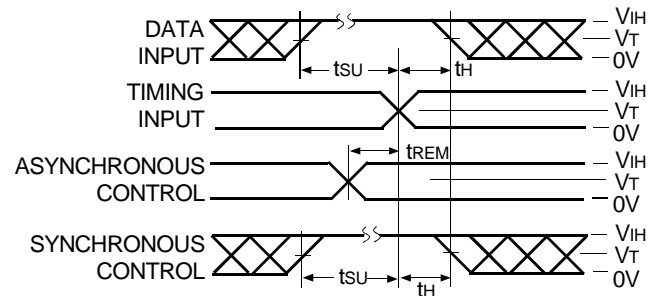 DATA
INPUT
tSU
tH
VIH
VT
0V
TIMING
INPUT
VIH
VT
0V
tREM
ASYNCHRONOUS
CONTROL
VIH
VT
0V
SYNCHRONOUS
CONTROL
tSU
tH
VIH
VT
0V